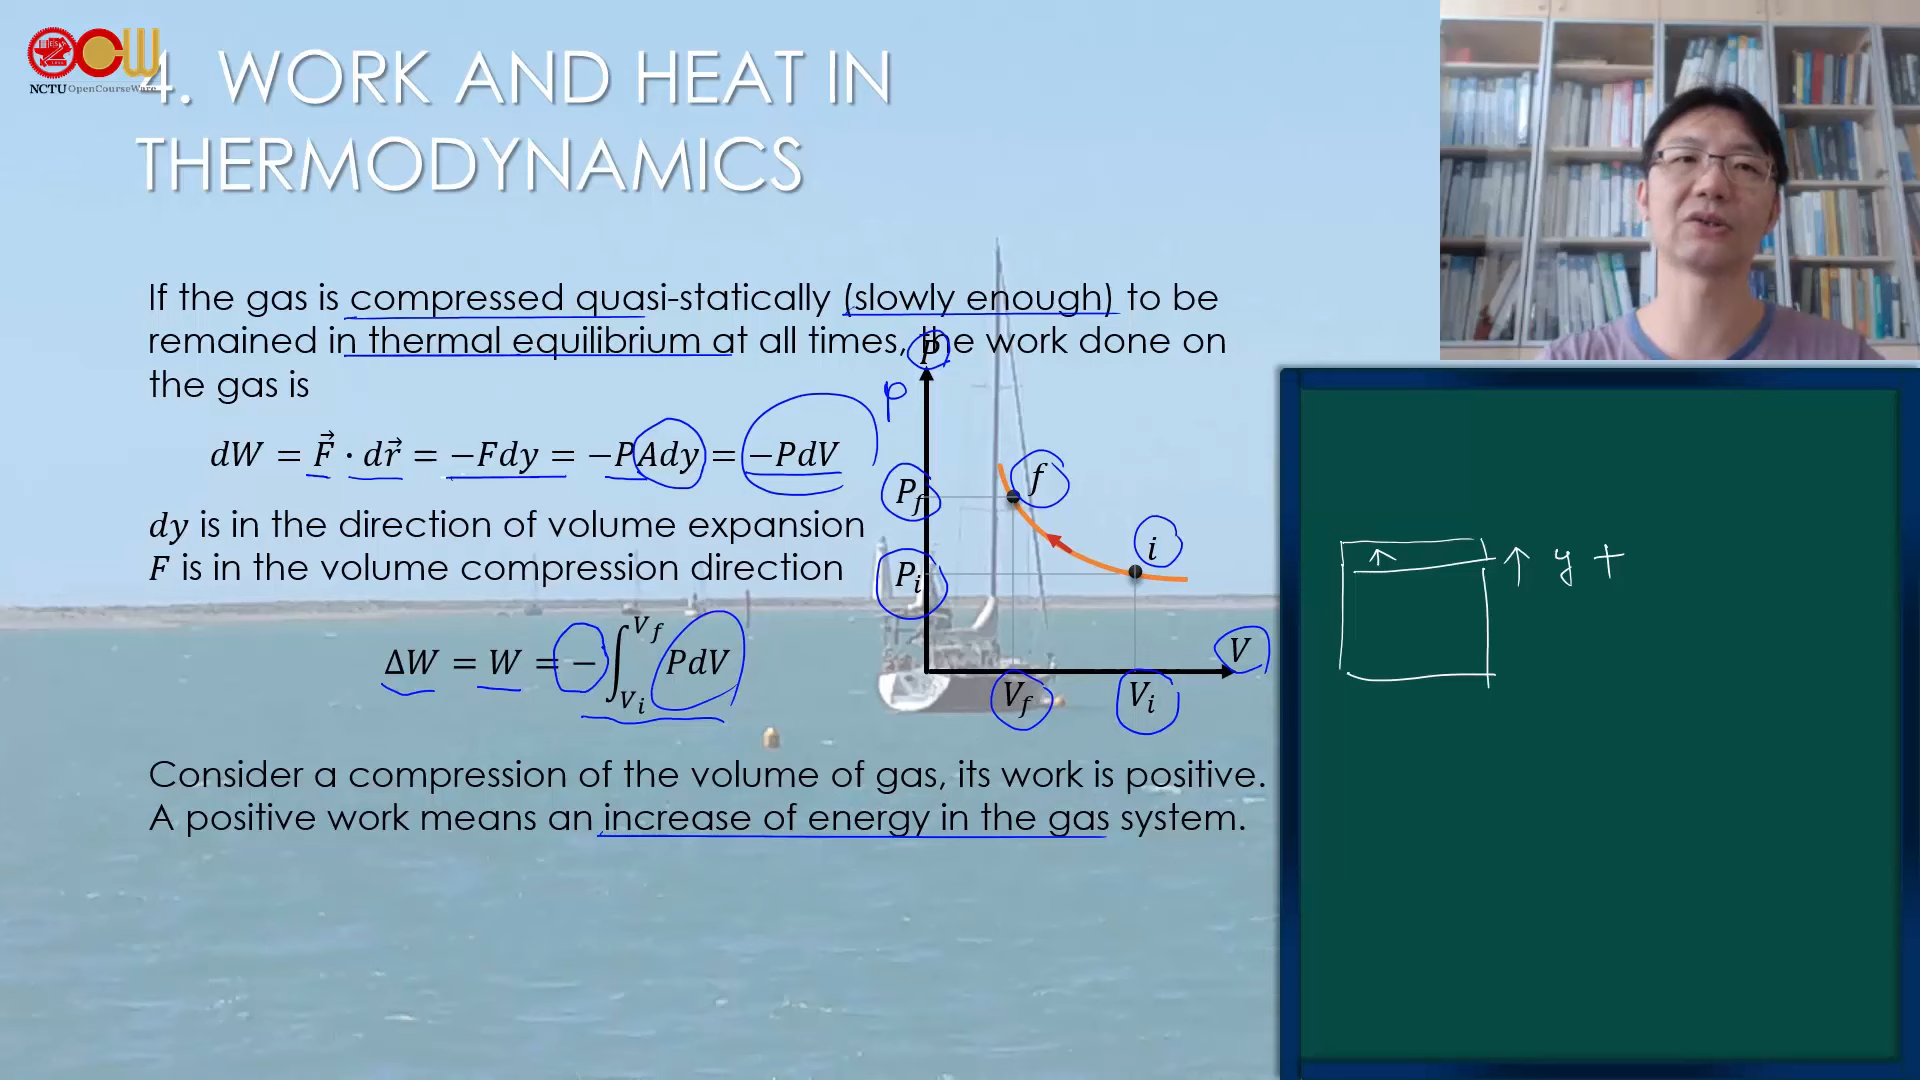 NCTU OpenCourseWare
4. WORK AND HEAT IN
THERMODYNAMICS
If the gas is compressed quasi-statically (slowly enough) to be
remained in thermal equilibrium at all times, the work done on
the gas is
dW = F⃗ · dr⃗ = −Fdy = −PAdy = −PdV
dy is in the direction of volume expansion
F is in the volume compression direction
ΔW = W = −∫_{V_i}^{V_f} PdV
Consider a compression of the volume of gas, its work is positive.
A positive work means an increase of energy in the gas system.
P
P
P_f
f
P_i
i
V
V_f
V_i
↑ ↑ y +